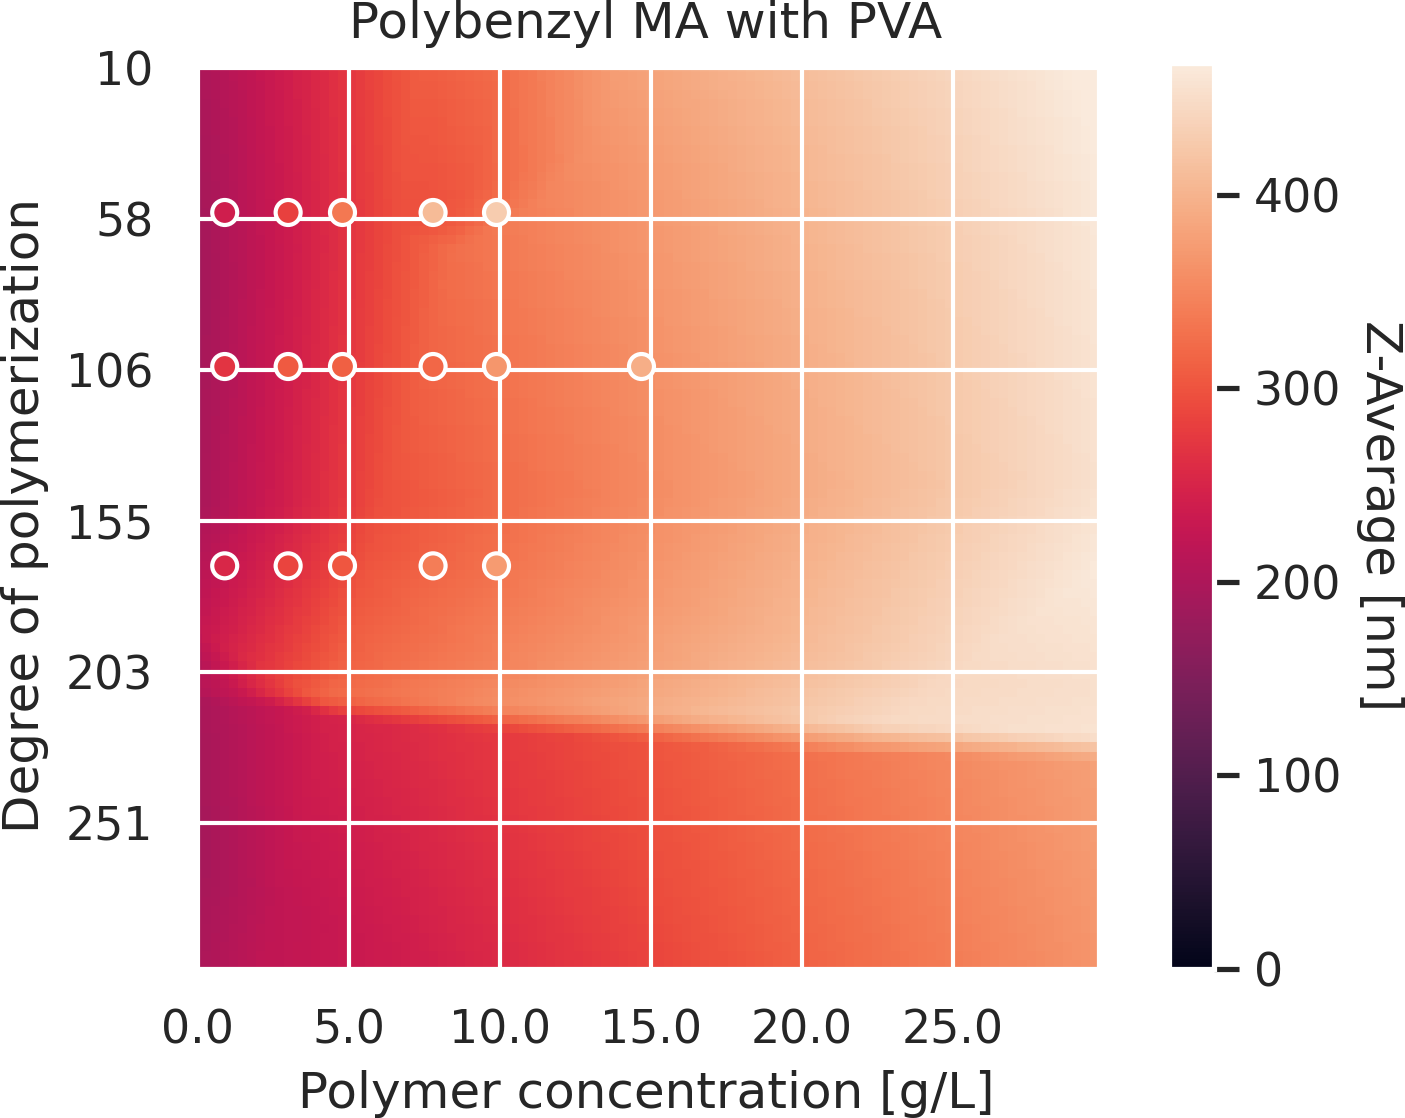 Polybenzyl MA with PVA
10
58
106
155
203
251
Degree of polymerization
0.0 5.0 10.0 15.0 20.0 25.0
Polymer concentration [g/L]
400
300
200
100
0
Z-Average [nm]